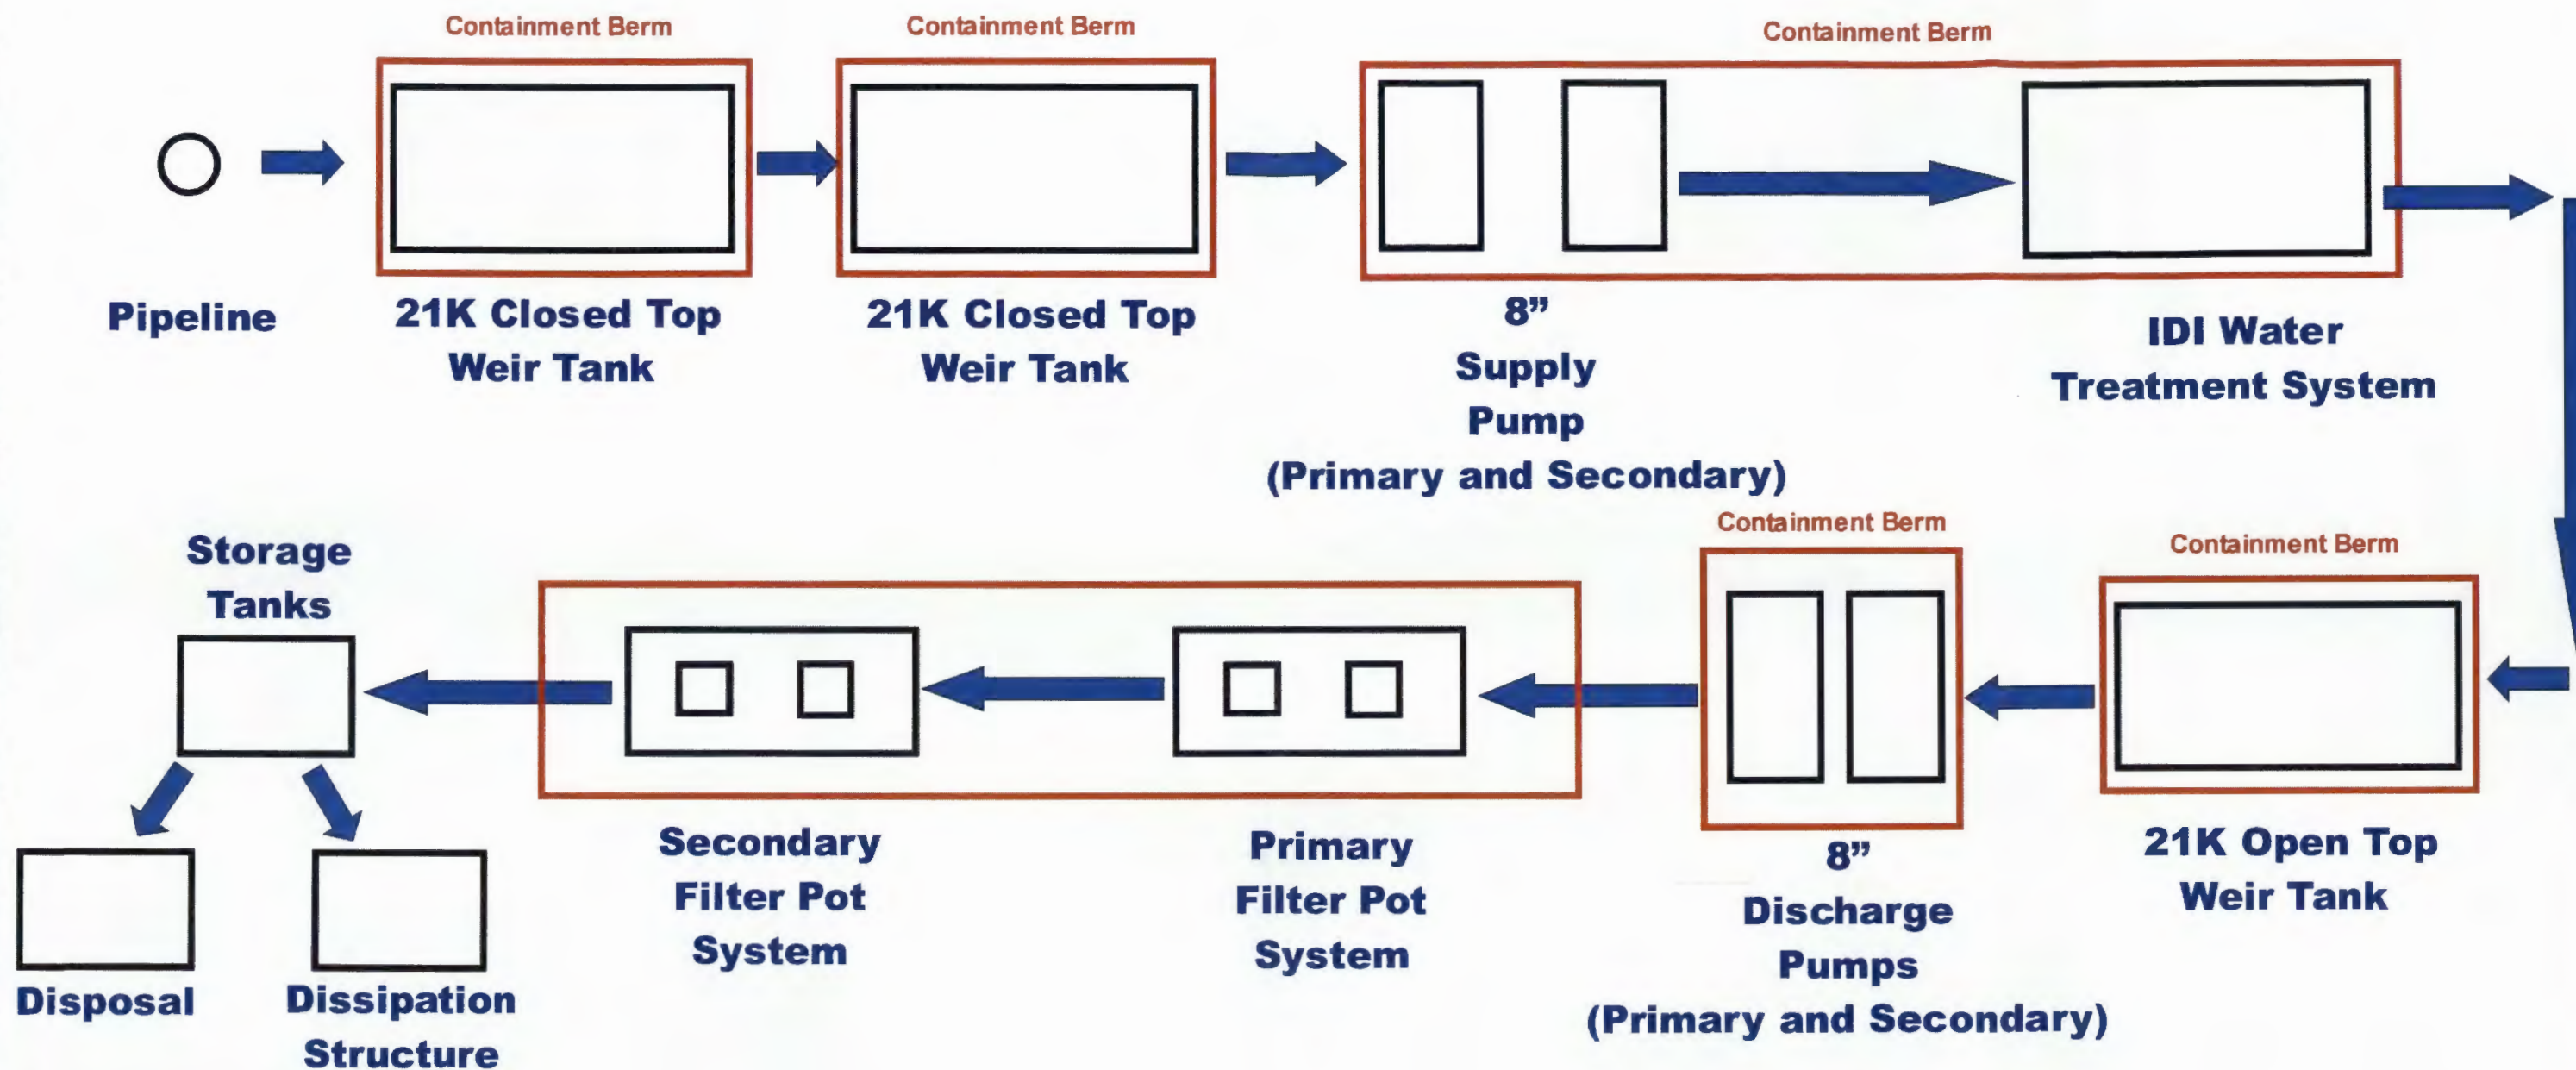 Containment Berm
Containment Berm
Containment Berm
Pipeline
21K Closed Top
Weir Tank
21K Closed Top
Weir Tank
8”
Supply
Pump
(Primary and Secondary)
IDI Water
Treatment System
Storage
Tanks
Containment Berm
Containment Berm
Secondary
Filter Pot
System
Primary
Filter Pot
System
8”
Discharge
Pumps
(Primary and Secondary)
21K Open Top
Weir Tank
Disposal
Dissipation
Structure